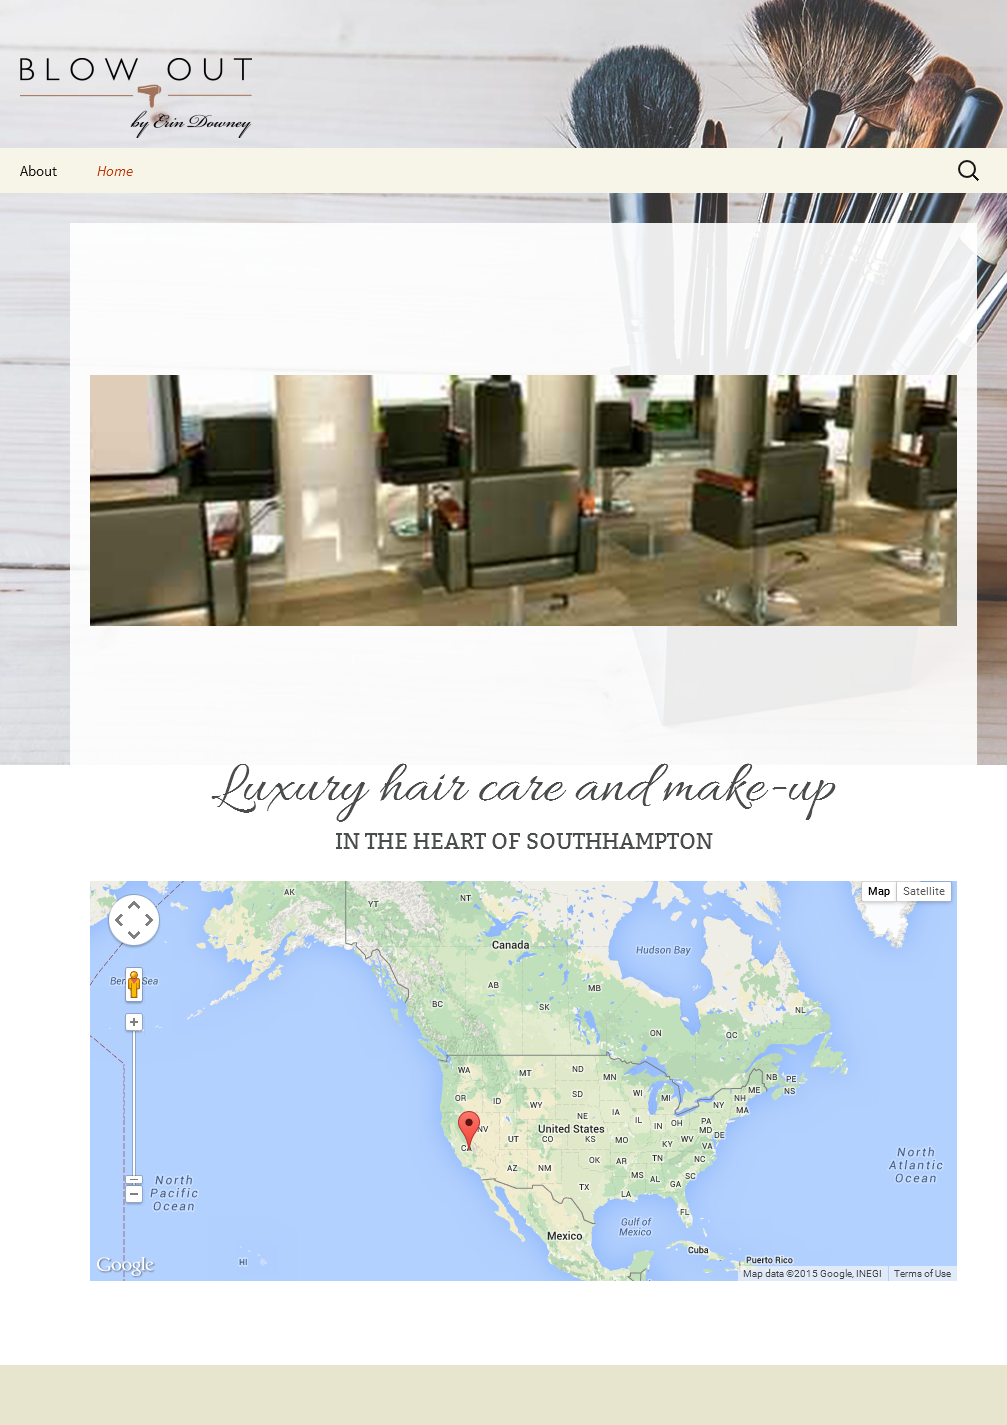 BLOW OUT
by Erin Downey
About
Home
Luxury hair care and make-up
IN THE HEART OF SOUTHHAMPTON
Map
Satellite
AK
YT
NT
Canada
Hudson Bay
Sea
BC
AB
SK
MB
ON
QC
NL
NB
PE
NS
WA
MT
ND
MN
OR
ID
WY
SD
WI
MI
NY
ME
NH
MA
NE
IA
IL
IN
OH
PA
MD
DE
NV
UT
CO
United States
KS
MO
KY
WV
VA
CA
AZ
NM
OK
AR
TN
NC
TX
MS
AL
SC
GA
LA
FL
North
Pacific
Ocean
North
Atlantic
Ocean
Gulf of
Mexico
Mexico
Cuba
Puerto Rico
HI
Google
Map data ©2015 Google, INEGI
Terms of Use